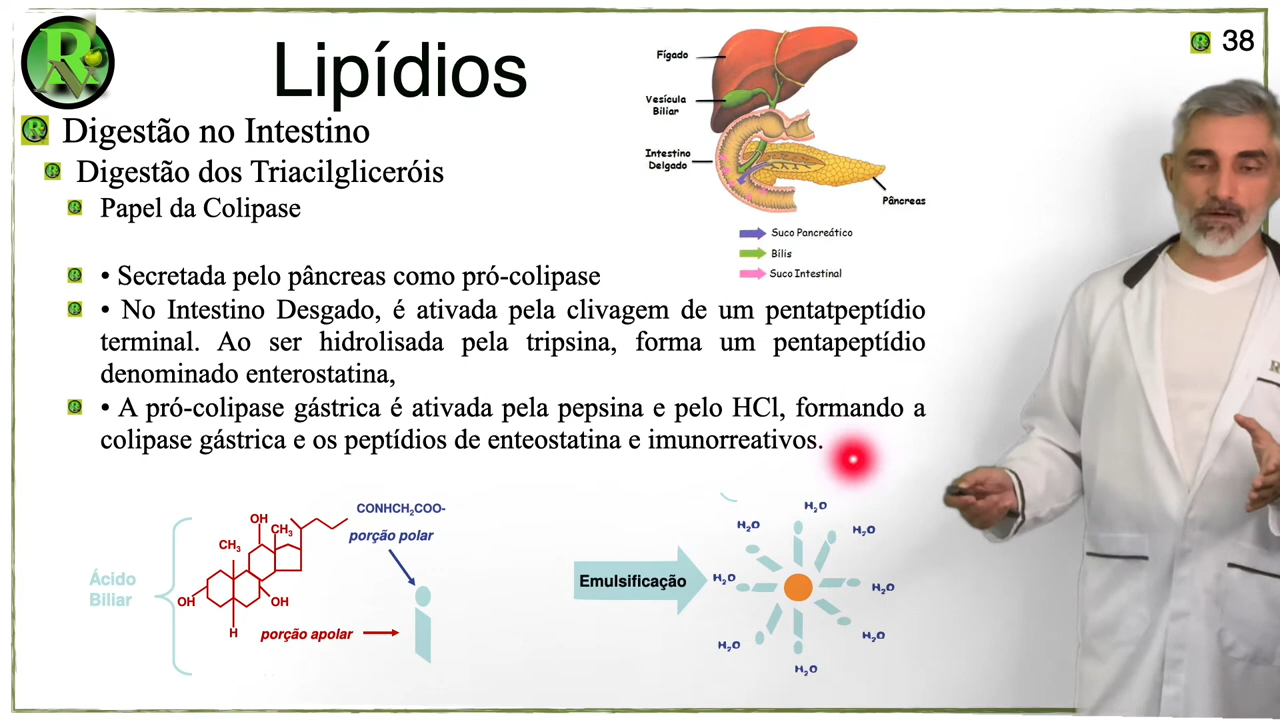 38
Lipídios
Digestão no Intestino
Digestão dos Triacilgliceróis
Papel da Colipase
• Secretada pelo pâncreas como pró-colipase
• No Intestino Desgado, é ativada pela clivagem de um pentatpeptídio
terminal. Ao ser hidrolisada pela tripsina, forma um pentapeptídio
denominado enterostatina,
• A pró-colipase gástrica é ativada pela pepsina e pelo HCl, formando a
colipase gástrica e os peptídios de enteostatina e imunorreativos.
Fígado
Vesícula
Biliar
Intestino
Delgado
Pâncreas
Suco Pancreático
Bílis
Suco Intestinal
Ácido
Biliar
OH
CH₃
CH₃
OH
OH
H
CONHCH₂COO-
porção polar
porção apolar
Emulsificação
H₂O
H₂O
H₂O
H₂O
H₂O
H₂O
H₂O
H₂O